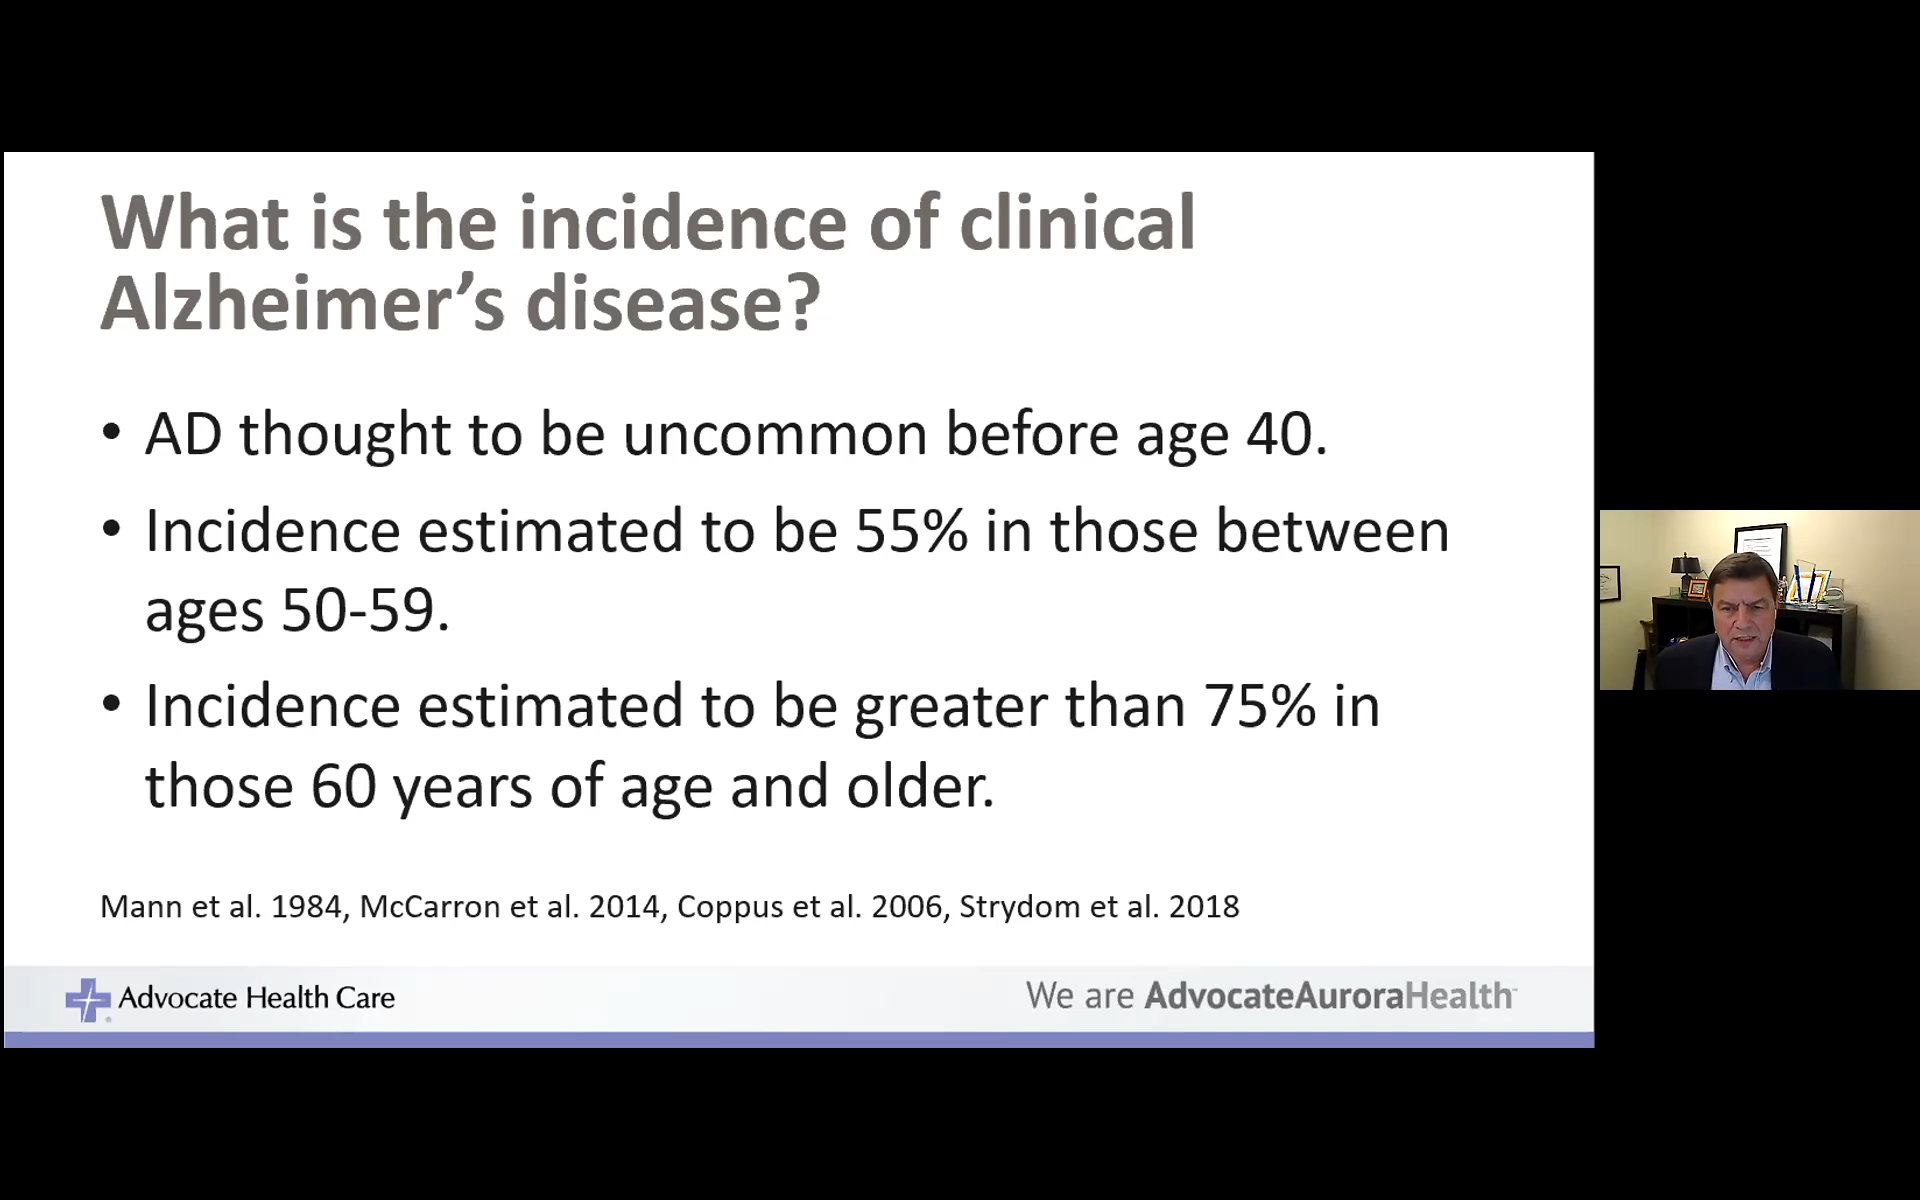 What is the incidence of clinical
Alzheimer’s disease?
• AD thought to be uncommon before age 40.
• Incidence estimated to be 55% in those between
ages 50-59.
• Incidence estimated to be greater than 75% in
those 60 years of age and older.
Mann et al. 1984, McCarron et al. 2014, Coppus et al. 2006, Strydom et al. 2018
Advocate Health Care
We are AdvocateAuroraHealth™